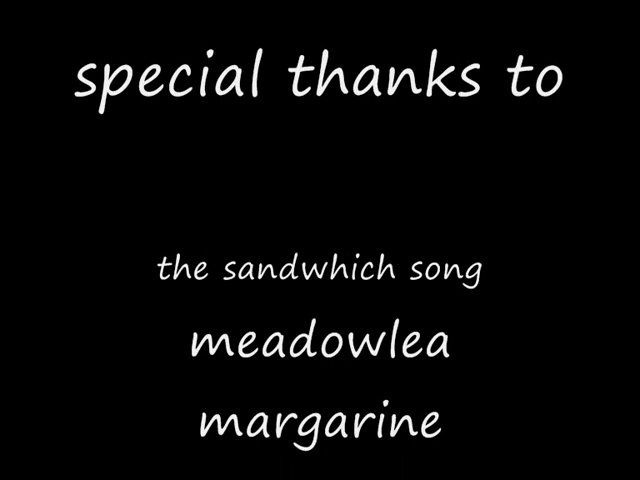 special thanks to
the sandwhich song
meadowlea
margarine